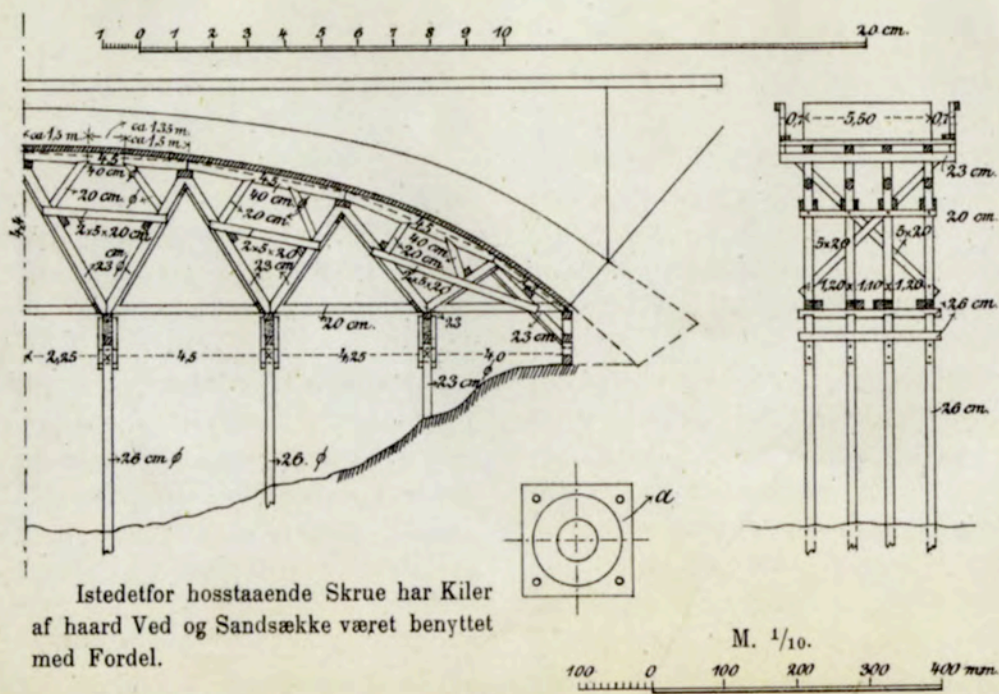 1 0 1 2 3 4 5 6 7 8 9 10 20 cm.
ca 1,5 m. ca 1,35 m.
ca 1,5 m.
4,5
40 cm
20 cm. ϕ
2×5×20 cm
cm
23 ϕ
4,5
40 cm
20 cm.
2×5×20
23 cm
4,5
40 cm.
20 cm.
2×5×20
20 cm. 23 23 cm.
2,25 4,5 4,25 4,0
23 cm ϕ
26 cm ϕ 26. ϕ
0,7 5,50 0,7
23 cm.
20 cm.
5×20 5×20
1,20 × 1,10 × 1,20
26 cm.
23 cm.
26 cm.
a
Istedetfor hosstaaende Skrue har Kiler
af haard Ved og Sandsække været benyttet
med Fordel.
M. 1/10.
100 0 100 200 300 400 mm.